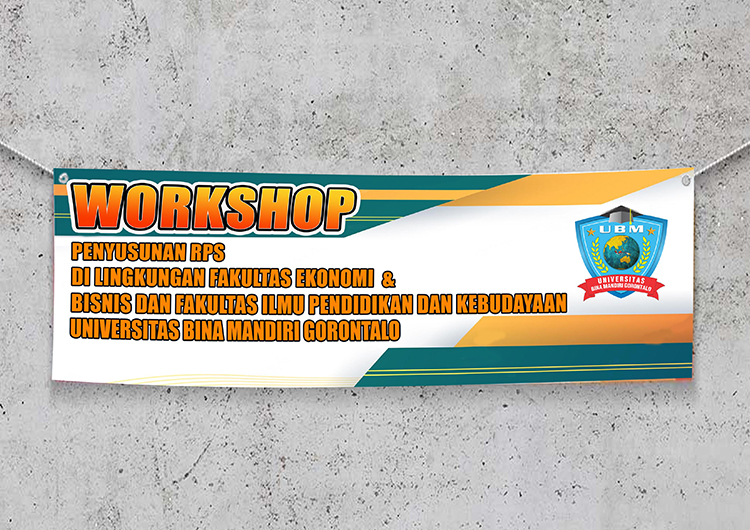 WORKSHOP
PENYUSUNAN RPS
DI LINGKUNGAN FAKULTAS EKONOMI &
BISNIS DAN FAKULTAS ILMU PENDIDIKAN DAN KEBUDAYAAN
UNIVERSITAS BINA MANDIRI GORONTALO
UBM
UNIVERSITAS
BINA MANDIRI GORONTALO